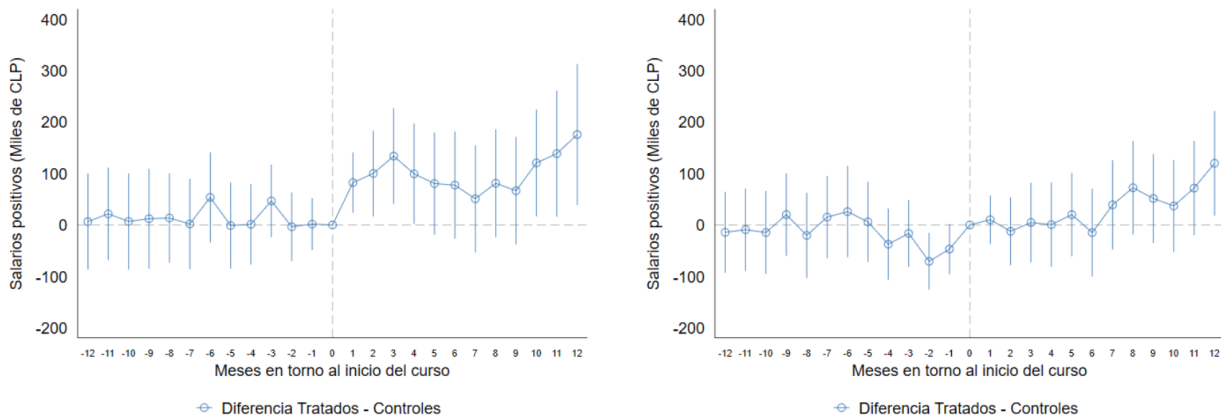 400
300
200
100
0
-100
-200
Salarios positivos (Miles de CLP)
-12 -11 -10 -9 -8 -7 -6 -5 -4 -3 -2 -1 0 1 2 3 4 5 6 7 8 9 10 11 12
Meses en torno al inicio del curso
Diferencia Tratados - Controles
400
300
200
100
0
-100
-200
Salarios positivos (Miles de CLP)
-12 -11 -10 -9 -8 -7 -6 -5 -4 -3 -2 -1 0 1 2 3 4 5 6 7 8 9 10 11 12
Meses en torno al inicio del curso
Diferencia Tratados - Controles